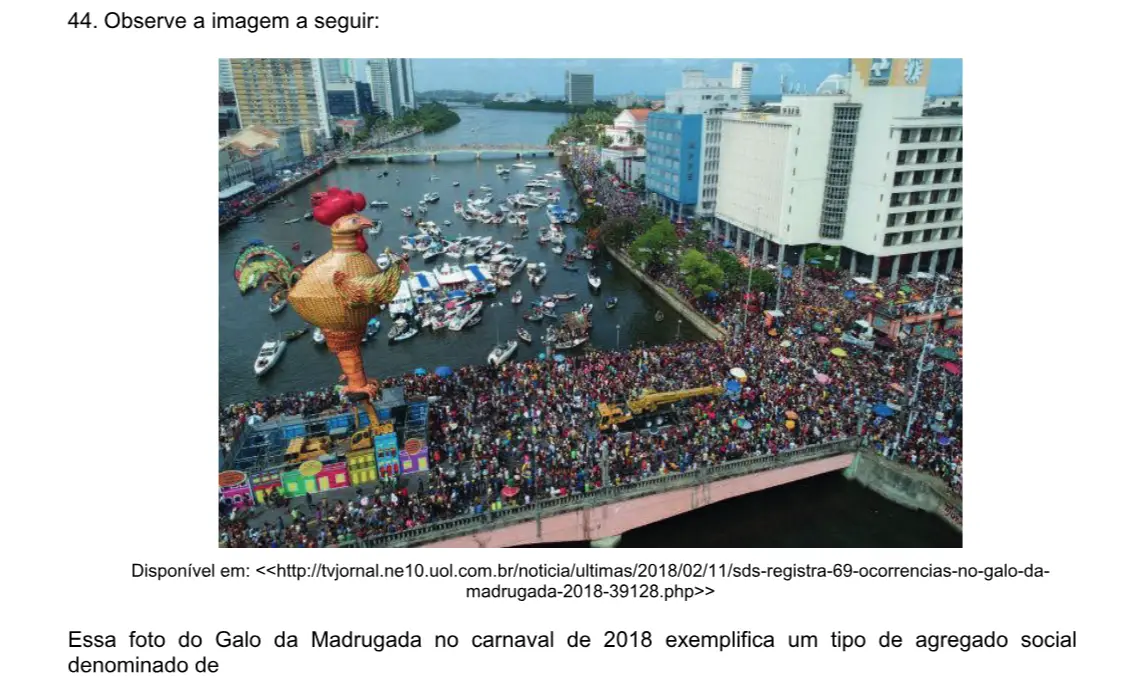 44. Observe a imagem a seguir:
Disponível em: <<http://tvjornal.ne10.uol.com.br/noticia/ultimas/2018/02/11/sds-registra-69-ocorrencias-no-galo-da-
madrugada-2018-39128.php>>
Essa foto do Galo da Madrugada no carnaval de 2018 exemplifica um tipo de agregado social
denominado de